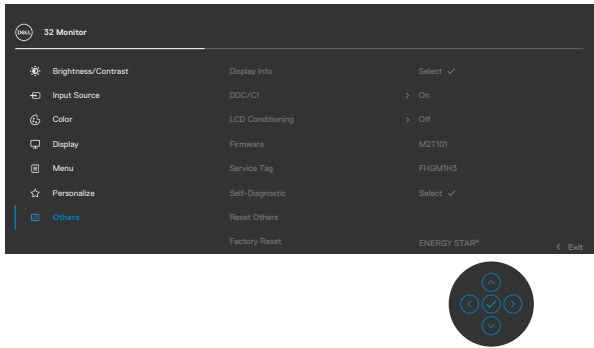 DELL 32 Monitor
Brightness/Contrast Display Info Select
Input Source DDC/CI On
Color LCD Conditioning Off
Display Firmware M2T101
Menu Service Tag FHGM1H3
Personalize Self-Diagnostic Select
Others Reset Others
Factory Reset ENERGY STAR®
Exit